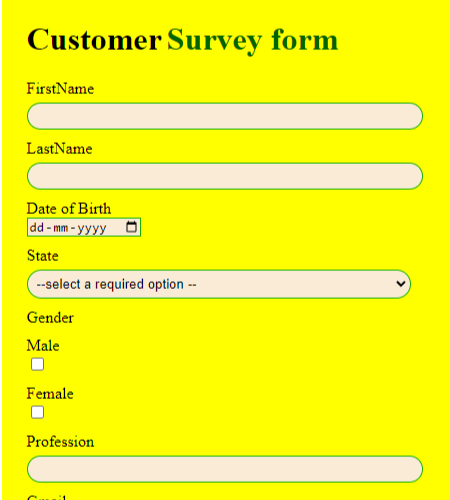 Customer Survey form
FirstName
LastName
Date of Birth
dd-mm-yyyy
State
--select a required option --
Gender
Male
Female
Profession